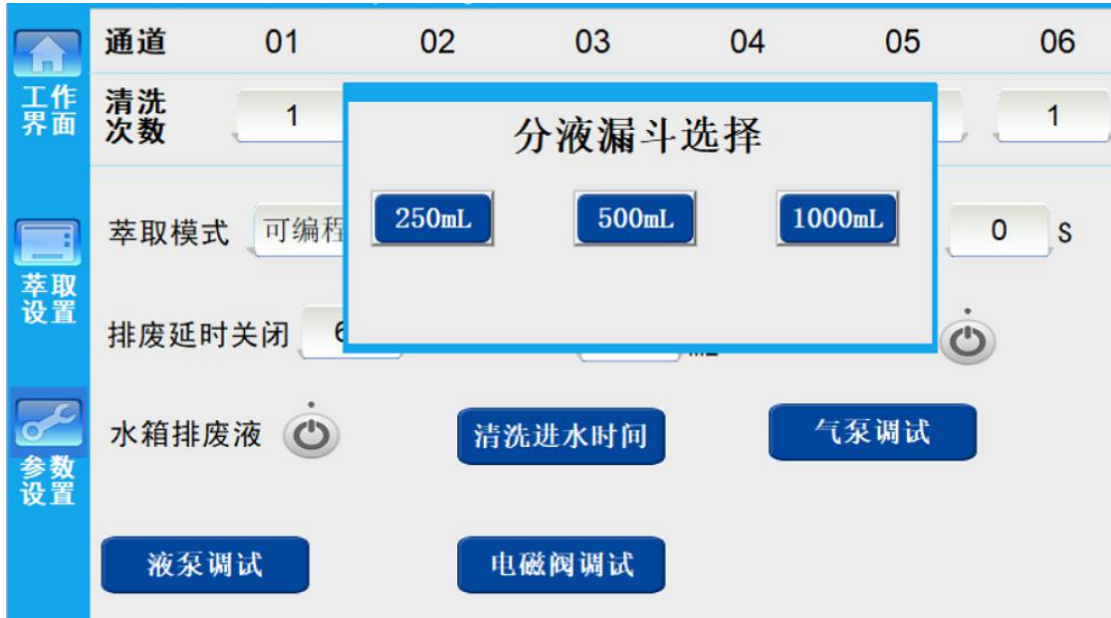 通道 01 02 03 04 05 06
工作
界面
清洗
次数
1
1
分液漏斗选择
250mL 500mL 1000mL
萃取模式 可编程
0 S
萃取
设置
排废延时关闭 6
水箱排废液
清洗进水时间
气泵调试
参数
设置
液泵调试
电磁阀调试